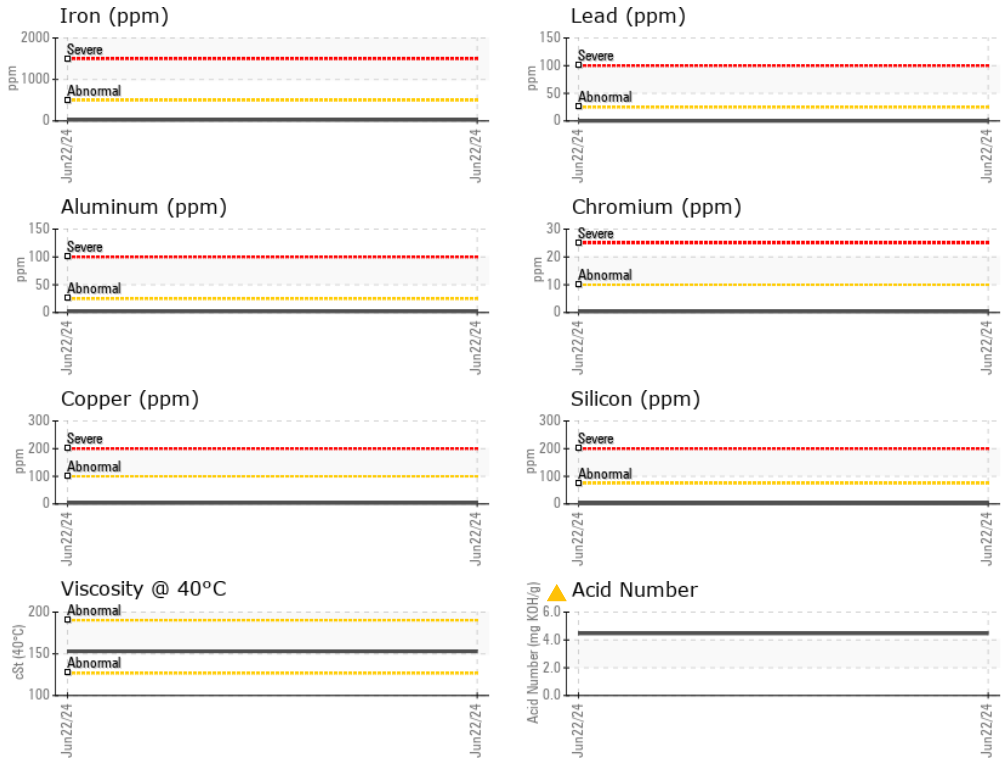 Iron (ppm)
2000
1000
0
ppm
Severe
Abnormal
Jun22/24
Jun22/24
Lead (ppm)
150
100
50
0
ppm
Severe
Abnormal
Jun22/24
Jun22/24
Aluminum (ppm)
150
100
50
0
ppm
Severe
Abnormal
Jun22/24
Jun22/24
Chromium (ppm)
30
20
10
0
ppm
Severe
Abnormal
Jun22/24
Jun22/24
Copper (ppm)
300
200
100
0
ppm
Severe
Abnormal
Jun22/24
Jun22/24
Silicon (ppm)
300
200
100
0
ppm
Severe
Abnormal
Jun22/24
Jun22/24
Viscosity @ 40°C
200
150
100
cSt (40°C)
Abnormal
Abnormal
Jun22/24
Jun22/24
Acid Number
6.0
4.0
2.0
0.0
Acid Number (mg KOH/g)
Jun22/24
Jun22/24